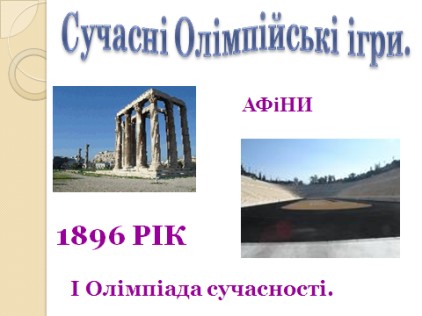 Сучасні Олімпійські ігри.
АФіНИ
1896 РІК
І Олімпіада сучасності.